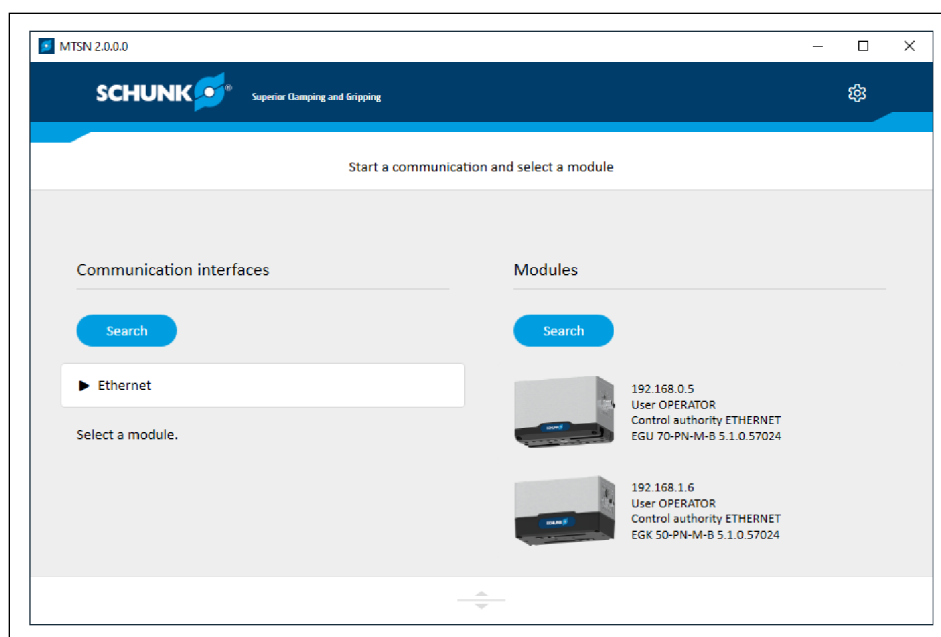 MTSN 2.0.0.0
SCHUNK ®
Superior Clamping and Gripping
Start a communication and select a module
Communication interfaces
Search
Ethernet
Select a module.
Modules
Search
192.168.0.5
User OPERATOR
Control authority ETHERNET
EGU 70-PN-M-B 5.1.0.57024
SCHUNK
192.168.1.6
User OPERATOR
Control authority ETHERNET
EGK 50-PN-M-B 5.1.0.57024
SCHUNK